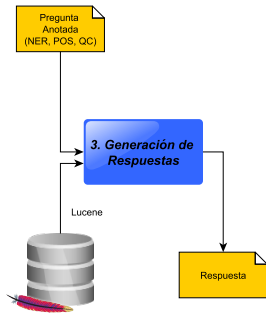 Pregunta
Anotada
(NER, POS, QC)
3. Generación de
Respuestas
Lucene
Respuesta